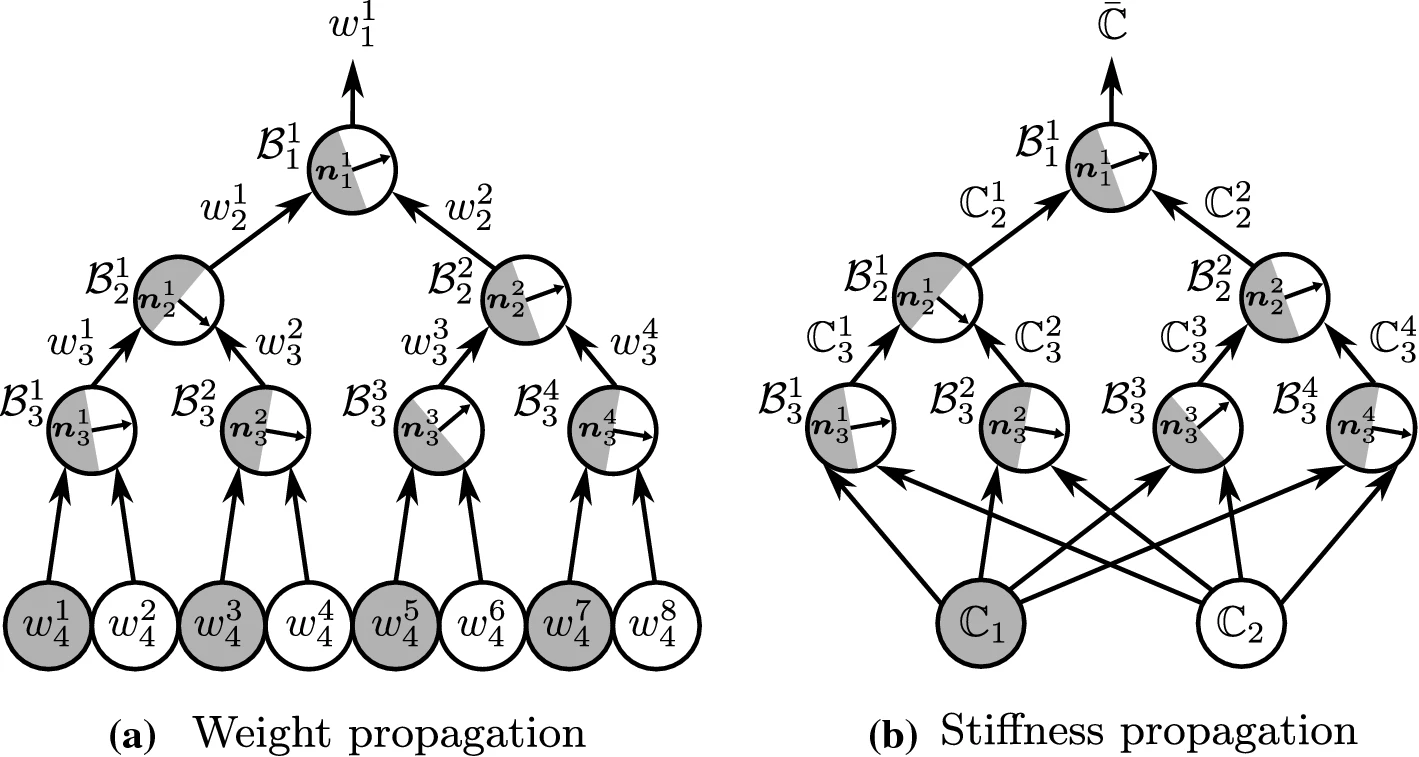 w_1^1 \bar{ℂ}
𝓑_1^1 n_1^1 𝓑_1^1 n_1^1
w_2^1 w_2^2 ℂ_2^1 ℂ_2^2
𝓑_2^1 n_2^1 𝓑_2^2 n_2^2 𝓑_2^1 n_2^1 𝓑_2^2 n_2^2
w_3^1 w_3^2 w_3^3 w_3^4 ℂ_3^1 ℂ_3^2 ℂ_3^3 ℂ_3^4
𝓑_3^1 n_3^1 𝓑_3^2 n_3^2 𝓑_3^3 n_3^3 𝓑_3^4 n_3^4 𝓑_3^1 n_3^1 𝓑_3^2 n_3^2 𝓑_3^3 n_3^3 𝓑_3^4 n_3^4
w_4^1 w_4^2 w_4^3 w_4^4 w_4^5 w_4^6 w_4^7 w_4^8 ℂ_1 ℂ_2
(a) Weight propagation (b) Stiffness propagation